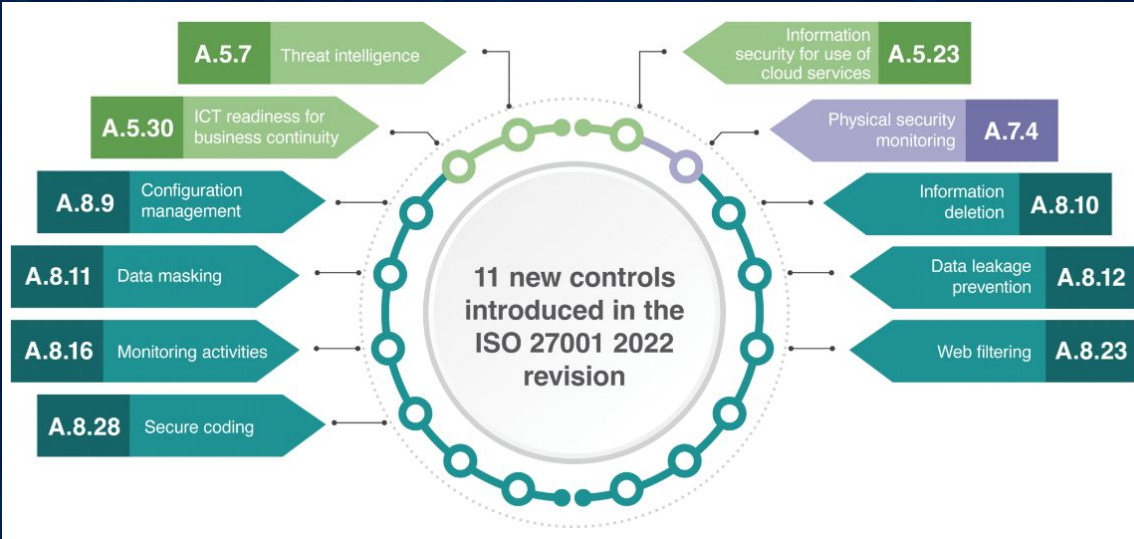 A.5.7
Threat intelligence
Information
security for use of
cloud services
A.5.23
A.5.30
ICT readiness for
business continuity
Physical security
monitoring
A.7.4
A.8.9
Configuration
management
Information
deletion
A.8.10
A.8.11
Data masking
11 new controls
introduced in the
ISO 27001 2022
revision
Data leakage
prevention
A.8.12
A.8.16
Monitoring activities
Web filtering
A.8.23
A.8.28
Secure coding